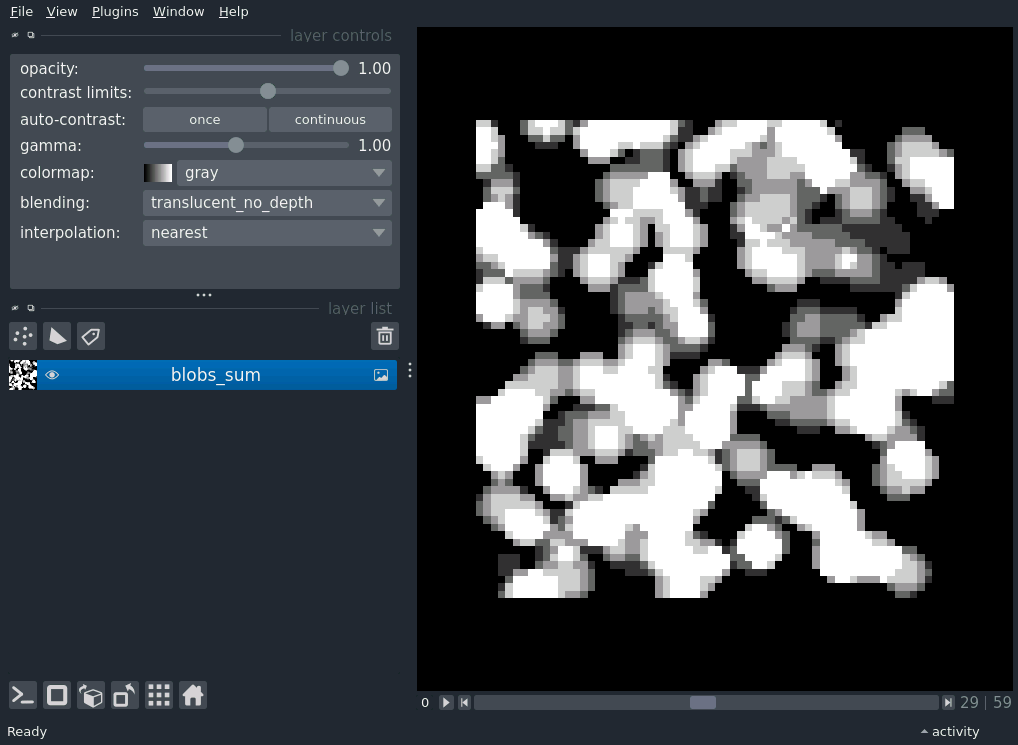 File View Plugins Window Help
layer controls
opacity: 1.00
contrast limits:
auto-contrast: once continuous
gamma: 1.00
colormap: gray
blending: translucent_no_depth
interpolation: nearest
layer list
blobs_sum
0 29 | 59
Ready activity